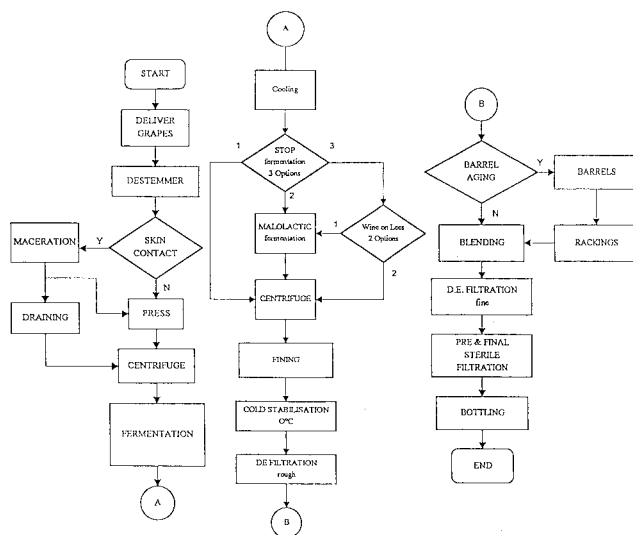 START
DELIVER
GRAPES
DESTEMMER
SKIN
CONTACT
Y
N
MACERATION
DRAINING
PRESS
CENTRIFUGE
FERMENTATION
A
A
Cooling
STOP
fermentation
3 Options
1
2
3
MALOLACTIC
fermentation
Wine on Lees
2 Options
1
2
CENTRIFUGE
FINING
COLD STABILISATION
O°C
DE FILTRATION
rough
B
B
BARREL
AGING
Y
N
BARRELS
RACKINGS
BLENDING
D.E. FILTRATION
fine
PRE & FINAL
STERILE
FILTRATION
BOTTLING
END